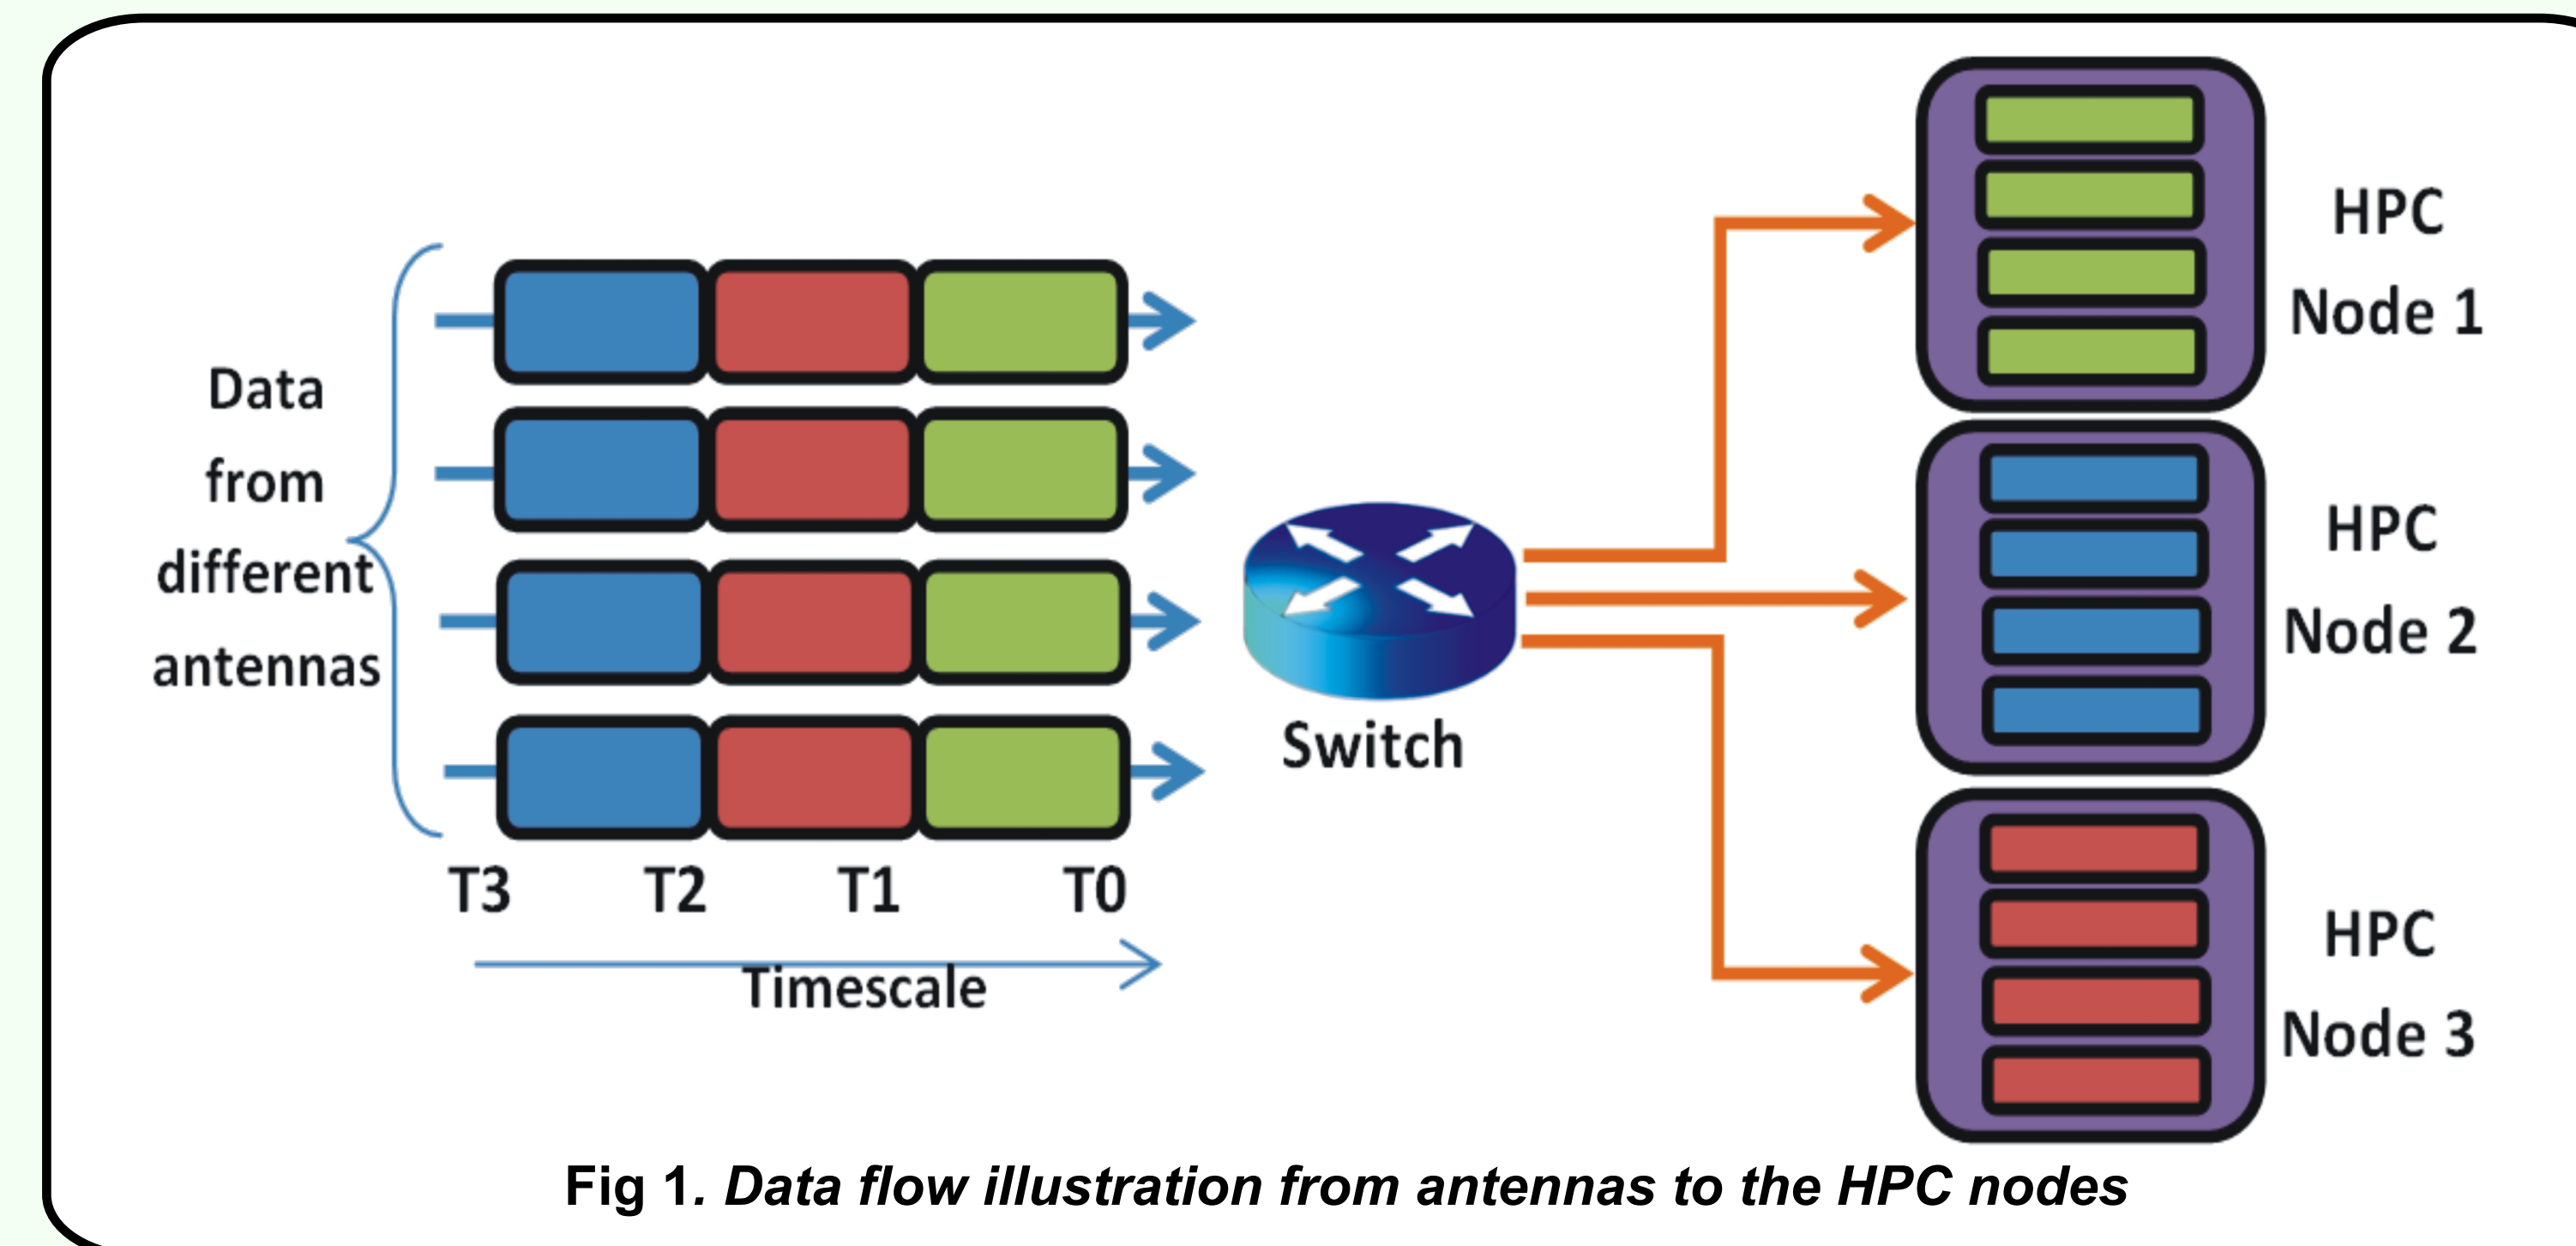 Data
from
different
antennas
T3 T2 T1 T0
Timescale
Switch
HPC
Node 1
HPC
Node 2
HPC
Node 3
Fig 1. Data flow illustration from antennas to the HPC nodes